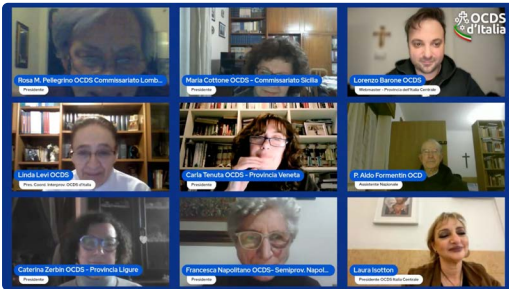 OCDS
d'Italia
Rosa M. Pellegrino OCDS Commissariato Lomb...
Presidente
Maria Cottone OCDS - Commissariato Sicilia
Presidente
Lorenzo Barone OCDS
Webmaster - Provincia dell'Italia Centrale
Linda Levi OCDS
Pres. Coord. Interprov. OCDS d'Italia
Carla Tenuta OCDS - Provincia Veneta
Presidente
P. Aldo Formentin OCD
Assistente Nazionale
Caterina Zerbin OCDS - Provincia Ligure
Presidente
Francesca Napolitano OCDS- Semiprov. Napol...
Presidente
Laura Isotton
Presidente OCDS Italia Centrale